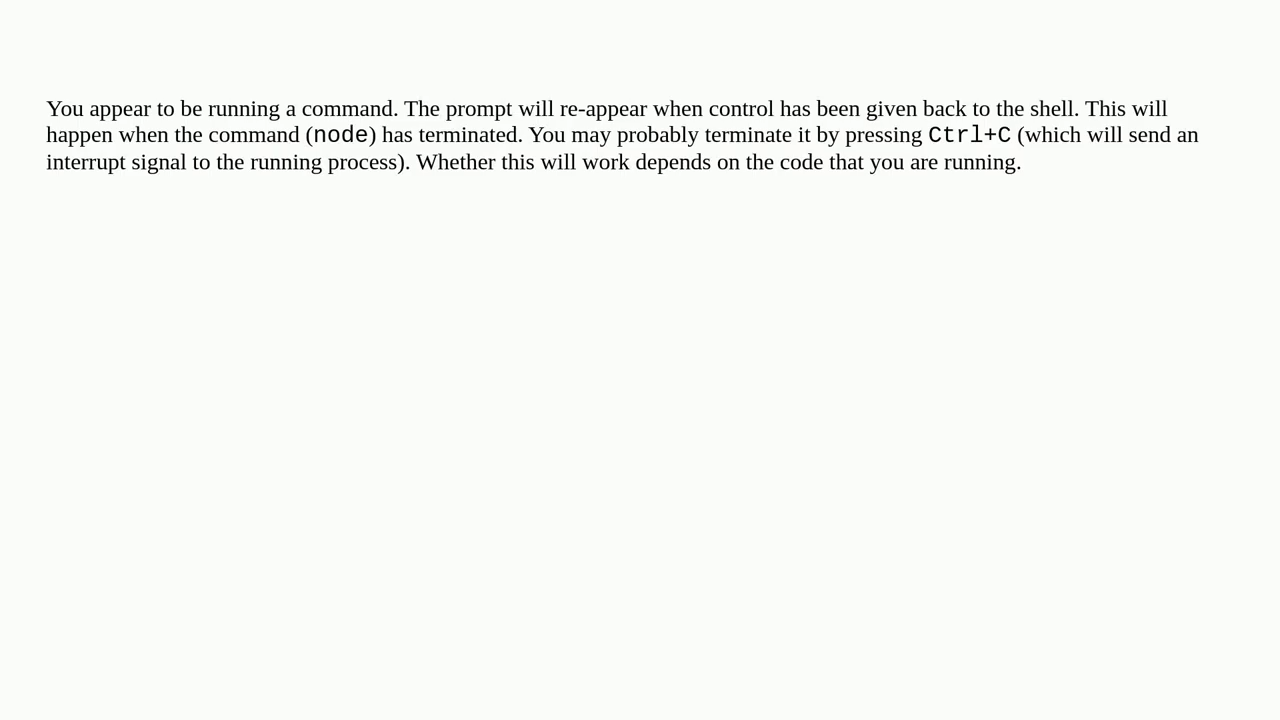 You appear to be running a command. The prompt will re-appear when control has been given back to the shell. This will
happen when the command (node) has terminated. You may probably terminate it by pressing Ctrl+C (which will send an
interrupt signal to the running process). Whether this will work depends on the code that you are running.